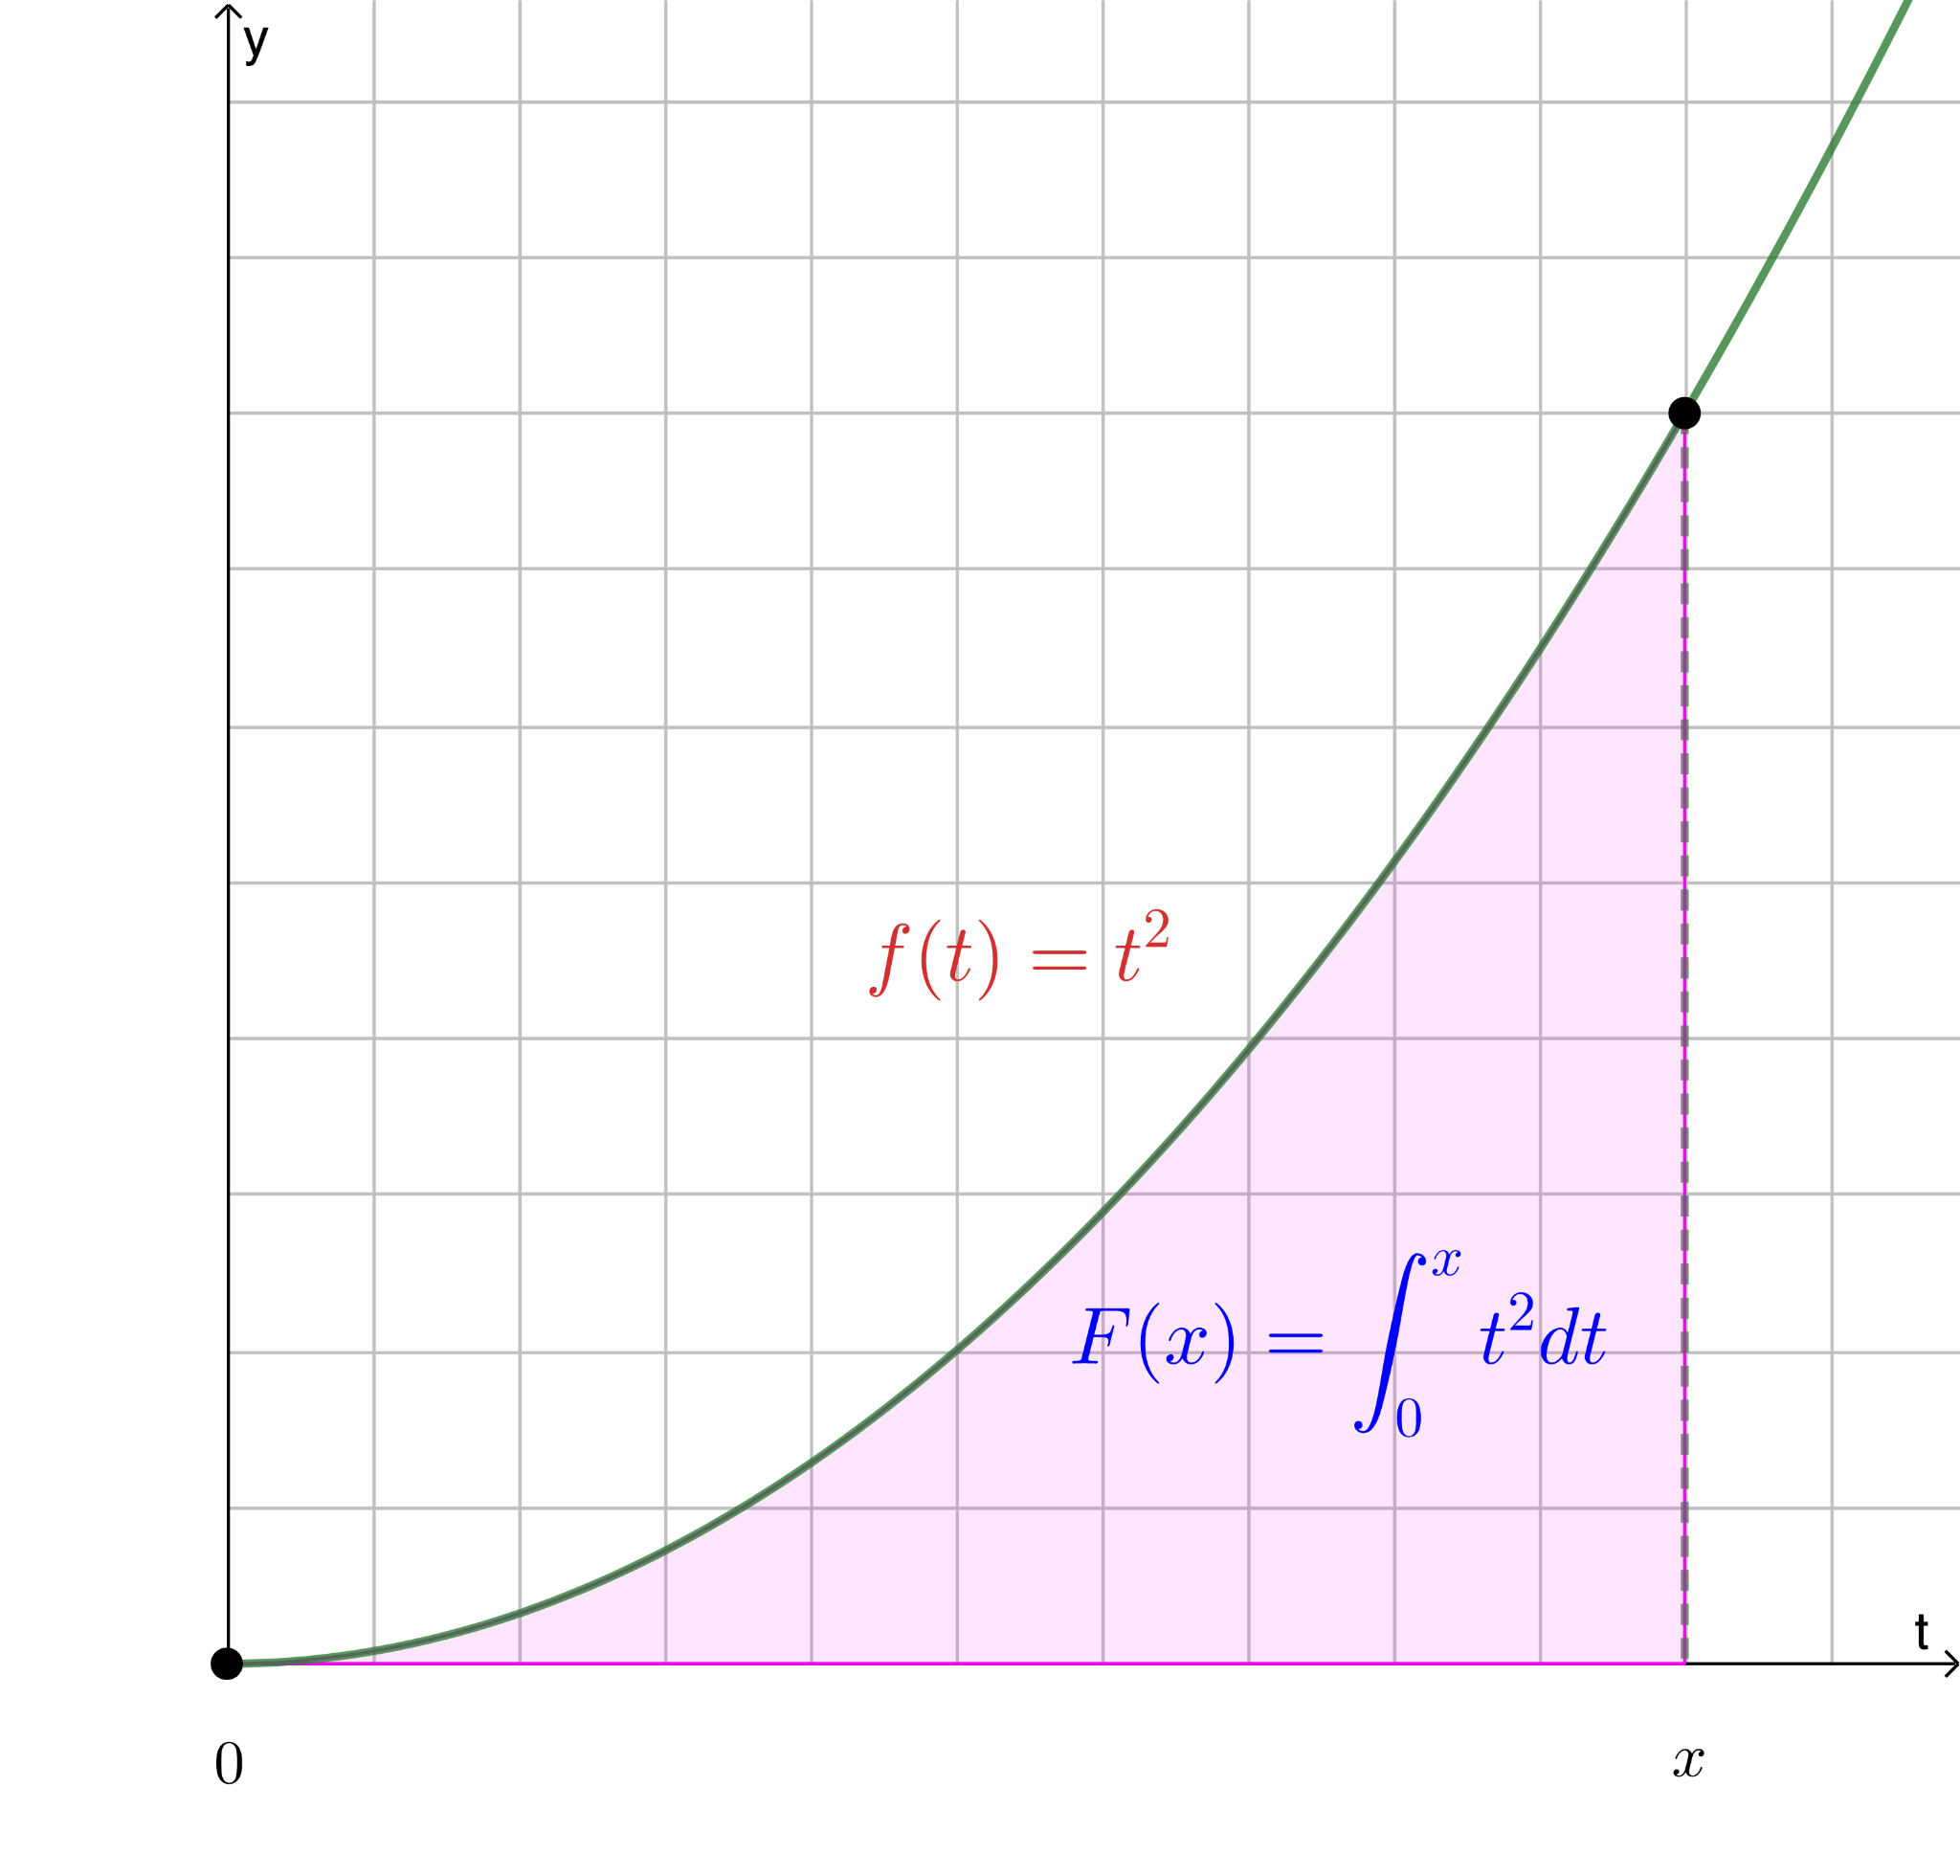 y
f(t) = t²
F(x) = ∫₀ˣ t²dt
t
0 x